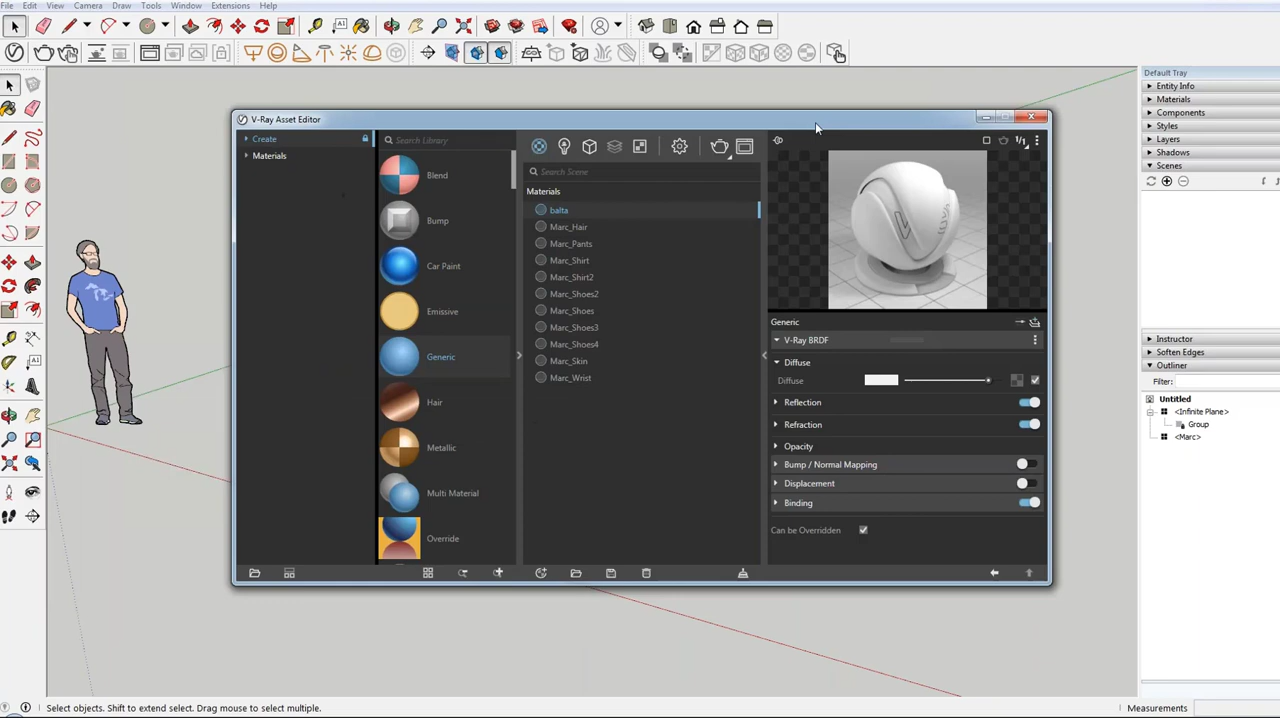 File Edit View Camera Draw Tools Window Extensions Help
Default Tray
Entity Info
Materials
Components
Styles
Layers
Shadows
Scenes
V-Ray Asset Editor
Create
Materials
Search Library
Blend
Bump
Car Paint
Emissive
Generic
Hair
Metallic
Multi Material
Override
Search Scene
Materials
balta
Marc_Hair
Marc_Pants
Marc_Shirt
Marc_Shirt2
Marc_Shoes2
Marc_Shoes
Marc_Shoes3
Marc_Shoes4
Marc_Skin
Marc_Wrist
1/1
Generic
V-Ray BRDF
Diffuse
Diffuse
Reflection
Refraction
Opacity
Bump / Normal Mapping
Displacement
Binding
Can be Overridden
Instructor
Soften Edges
Outliner
Filter:
Untitled
<Infinite Plane>
Group
<Marc>
Select objects. Shift to extend select. Drag mouse to select multiple.
Measurements